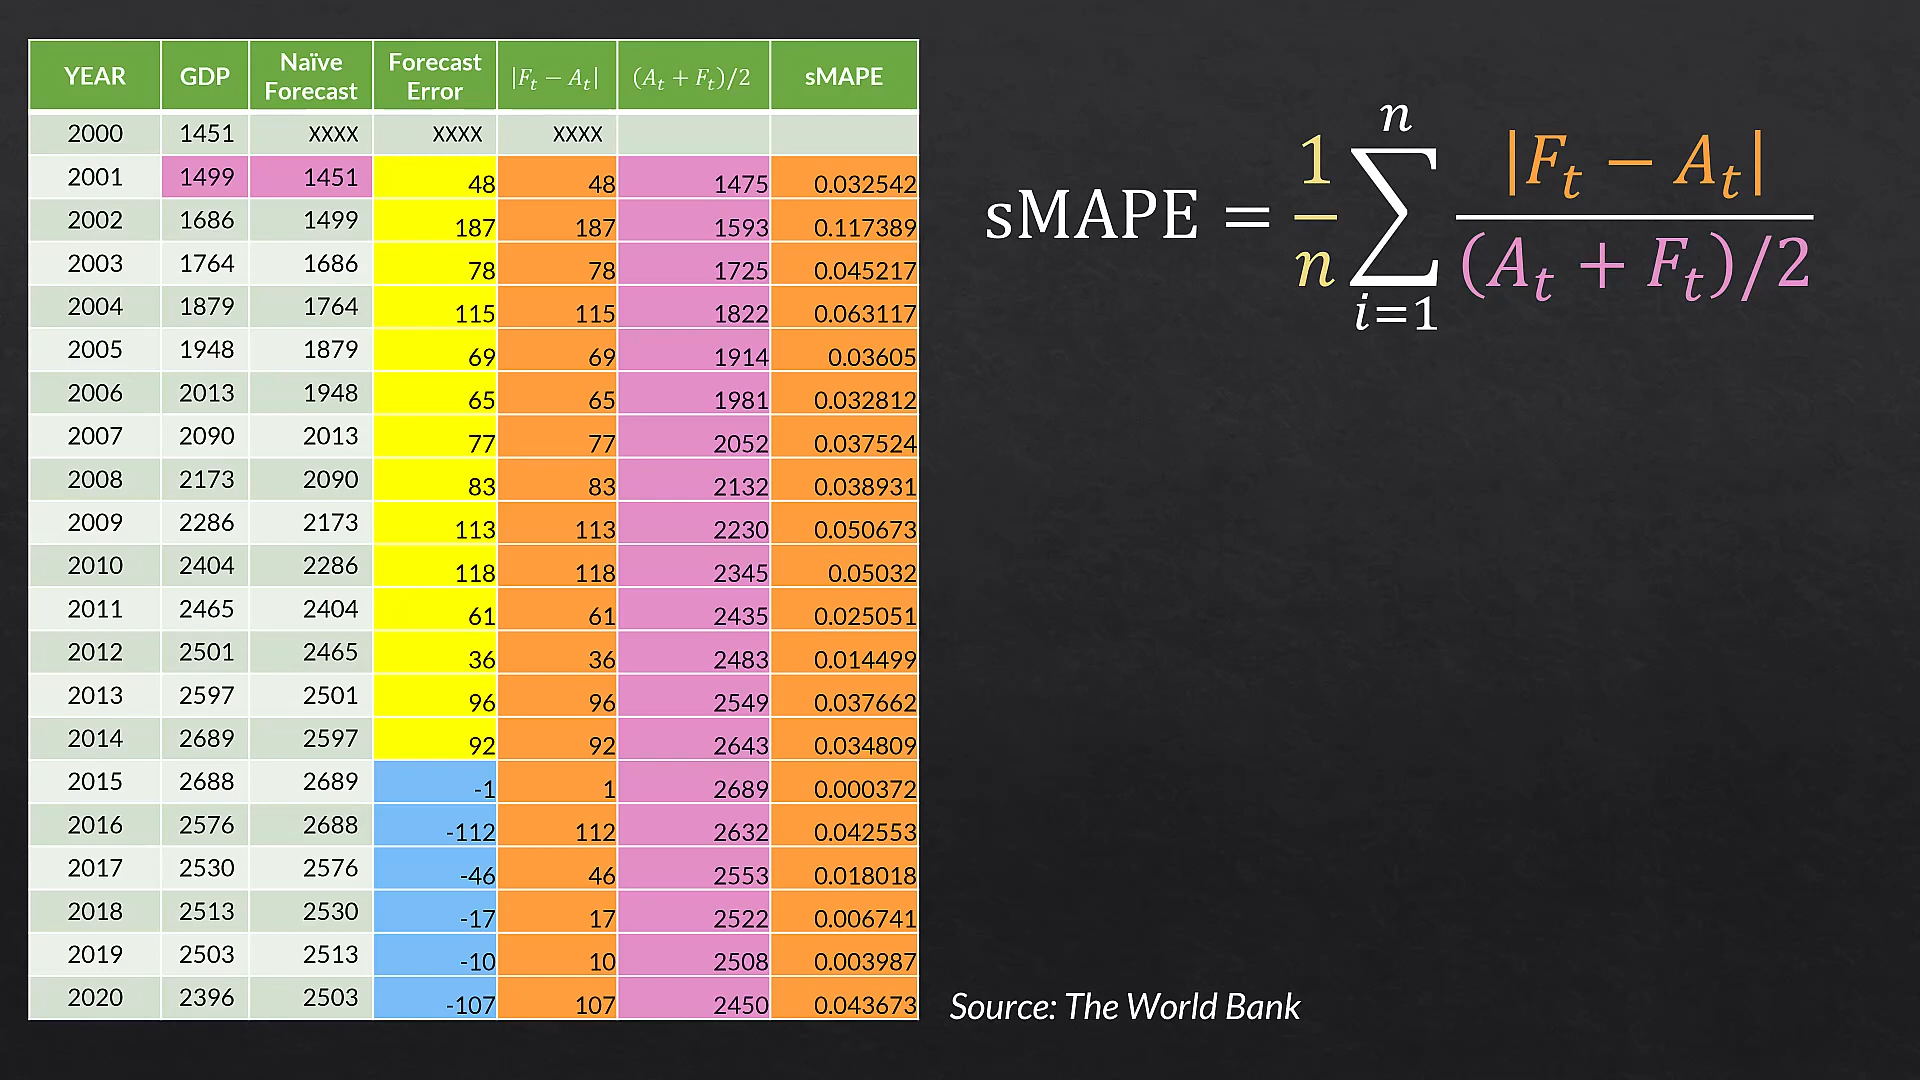 YEAR GDP Naïve Forecast Forecast Error |Fₜ − Aₜ| (Aₜ + Fₜ)/2 sMAPE
2000 1451 XXXX XXXX XXXX
2001 1499 1451 48 48 1475 0.032542
2002 1686 1499 187 187 1593 0.117389
2003 1764 1686 78 78 1725 0.045217
2004 1879 1764 115 115 1822 0.063117
2005 1948 1879 69 69 1914 0.03605
2006 2013 1948 65 65 1981 0.032812
2007 2090 2013 77 77 2052 0.037524
2008 2173 2090 83 83 2132 0.038931
2009 2286 2173 113 113 2230 0.050673
2010 2404 2286 118 118 2345 0.05032
2011 2465 2404 61 61 2435 0.025051
2012 2501 2465 36 36 2483 0.014499
2013 2597 2501 96 96 2549 0.037662
2014 2689 2597 92 92 2643 0.034809
2015 2688 2689 -1 1 2689 0.000372
2016 2576 2688 -112 112 2632 0.042553
2017 2530 2576 -46 46 2553 0.018018
2018 2513 2530 -17 17 2522 0.006741
2019 2503 2513 -10 10 2508 0.003987
2020 2396 2503 -107 107 2450 0.043673
sMAPE = 1/n ∑ n i=1 |Fₜ − Aₜ| / (Aₜ + Fₜ)/2
Source: The World Bank